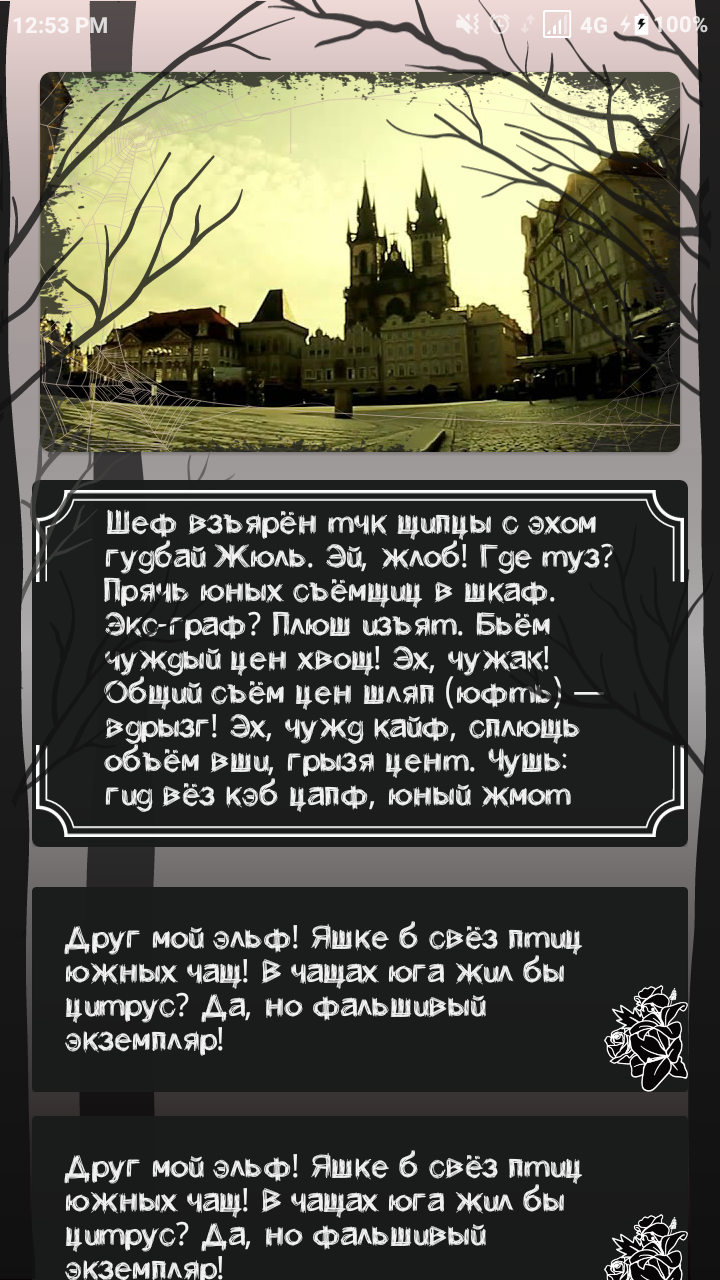 12:53 PM 4G 100%
Шеф взъярён тчк щипцы с эхом
гудбай Жюль. Эй, жлоб! Где туз?
Прячь юных съёмщиц в шкаф.
Экс-граф? Плюш изъят. Бьём
чуждый цен хвощ! Эх, чужак!
Общий съём цен шляп (юфть) —
вдрызг! Эх, чужд кайф, сплющь
объём вши, грызя цент. Чушь:
гид вёз кэб цапф, юный жмот
Друг мой эльф! Яшке б свёз птиц
южных чащ! В чащах юга жил бы
цитрус? Да, но фальшивый
экземпляр!
Друг мой эльф! Яшке б свёз птиц
южных чащ! В чащах юга жил бы
цитрус? Да, но фальшивый
экземпляр!